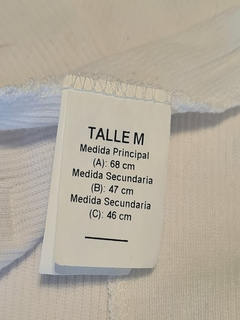 TALLE M
Medida Principal
(A): 68 cm
Medida Secundaria
(B): 47 cm
Medida Secundaria
(C): 46 cm